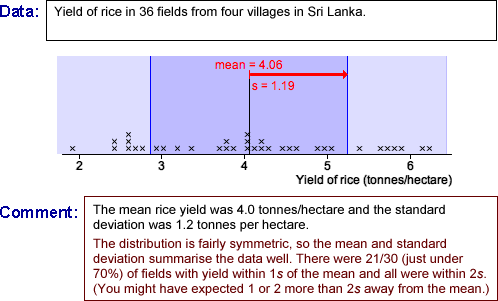 Data:
Yield of rice in 36 fields from four villages in Sri Lanka.
mean = 4.06
s = 1.19
2 3 4 5 6
Yield of rice (tonnes/hectare)
Comment:
The mean rice yield was 4.0 tonnes/hectare and the standard
deviation was 1.2 tonnes per hectare.
The distribution is fairly symmetric, so the mean and standard
deviation summarise the data well. There were 21/30 (just under
70%) of fields with yield within 1s of the mean and all were within 2s.
(You might have expected 1 or 2 more than 2s away from the mean.)